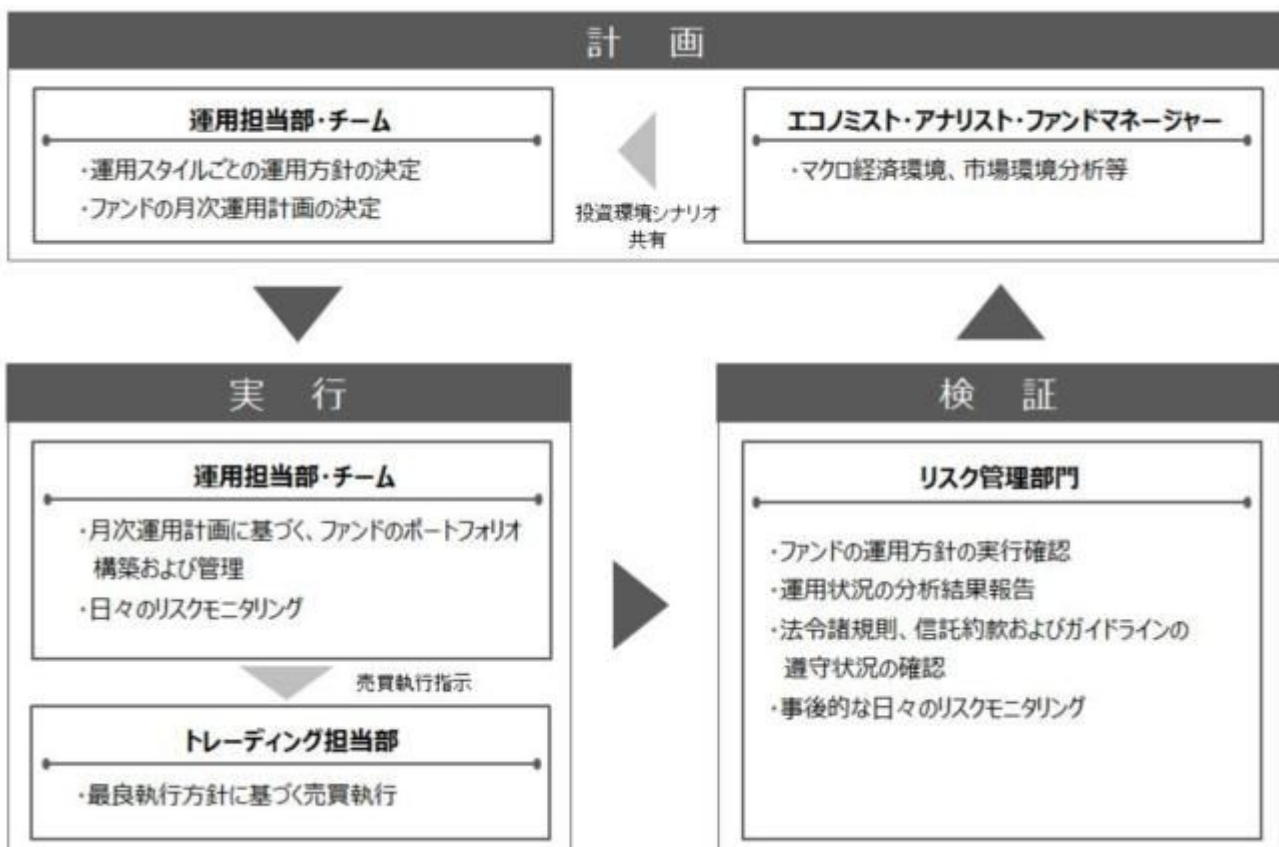 計 画
運用担当部・チーム
・運用スタイルごとの運用方針の決定
・ファンドの月次運用計画の決定
投資環境シナリオ
共有
エコノミスト・アナリスト・ファンドマネージャー
・マクロ経済環境、市場環境分析等
実 行
運用担当部・チーム
・月次運用計画に基づく、ファンドのポートフォリオ
構築および管理
・日々のリスクモニタリング
売買執行指示
トレーディング担当部
・最良執行方針に基づく売買執行
検 証
リスク管理部門
・ファンドの運用方針の実行確認
・運用状況の分析結果報告
・法令諸規則、信託約款およびガイドラインの
遵守状況の確認
・事後的な日々のリスクモニタリング